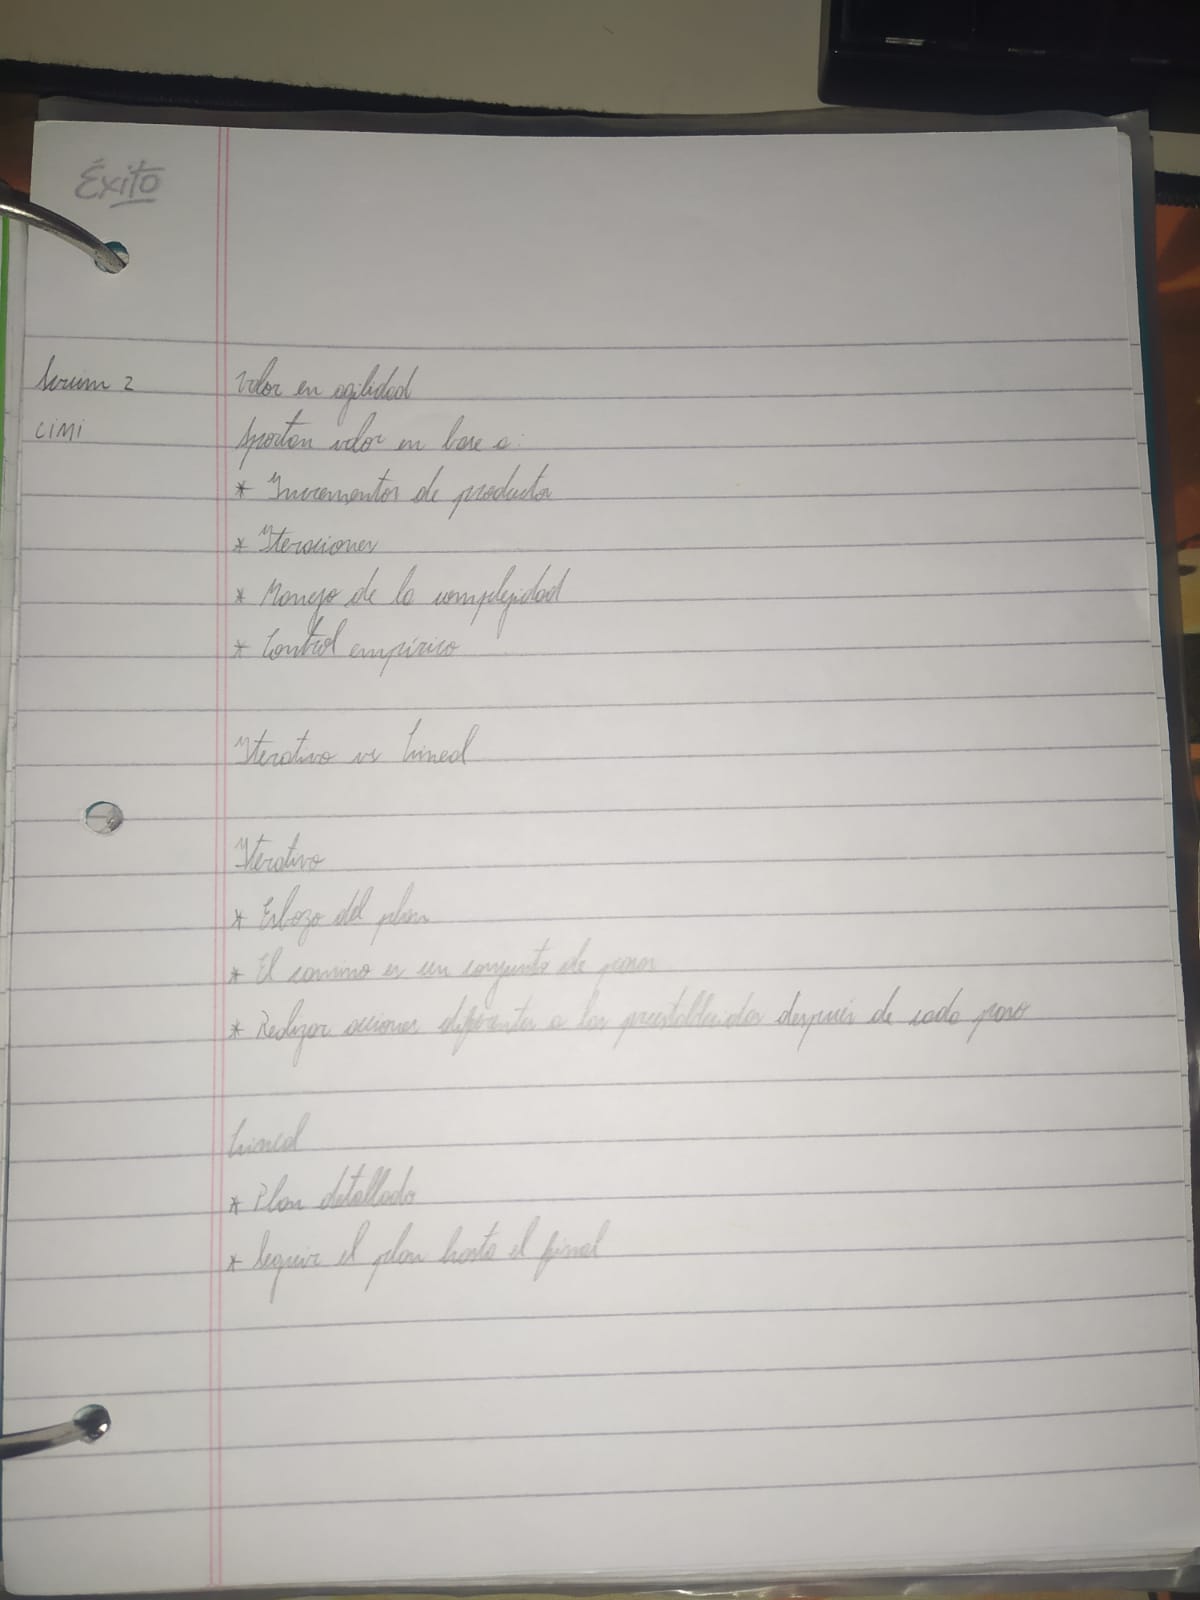 Éxito
Scrum 2
Valor en agilidad
CIMI
Aportan valor en base a:
* Incrementos de producto
* Iteraciones
* Manejo de la complejidad
* Control empírico
Iterativo vs Lineal
Iterativo
* Esbozo del plan
* El camino es un conjunto de pasos
* Realizar acciones diferentes a las preestablecidas después de cada paso
Lineal
* Plan detallado
* Seguir el plan hasta el final